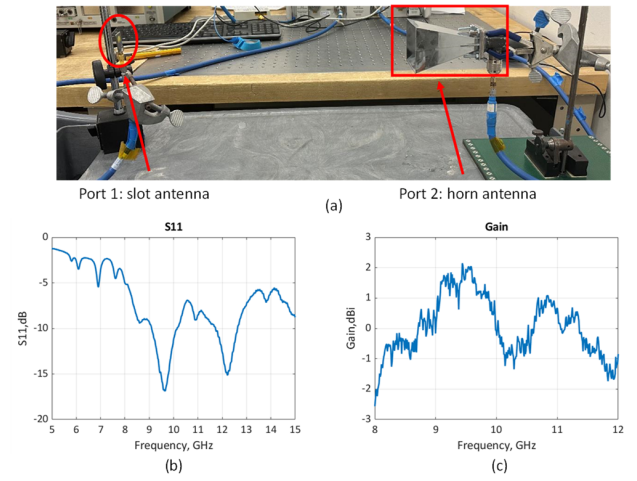 Port 1: slot antenna
Port 2: horn antenna
(a)
S11
0
-5
-10
-15
-20
S11,dB
5 6 7 8 9 10 11 12 13 14 15
Frequency, GHz
(b)
Gain
3
2
1
0
-1
-2
-3
Gain,dBi
8 9 10 11 12
Frequency, GHz
(c)